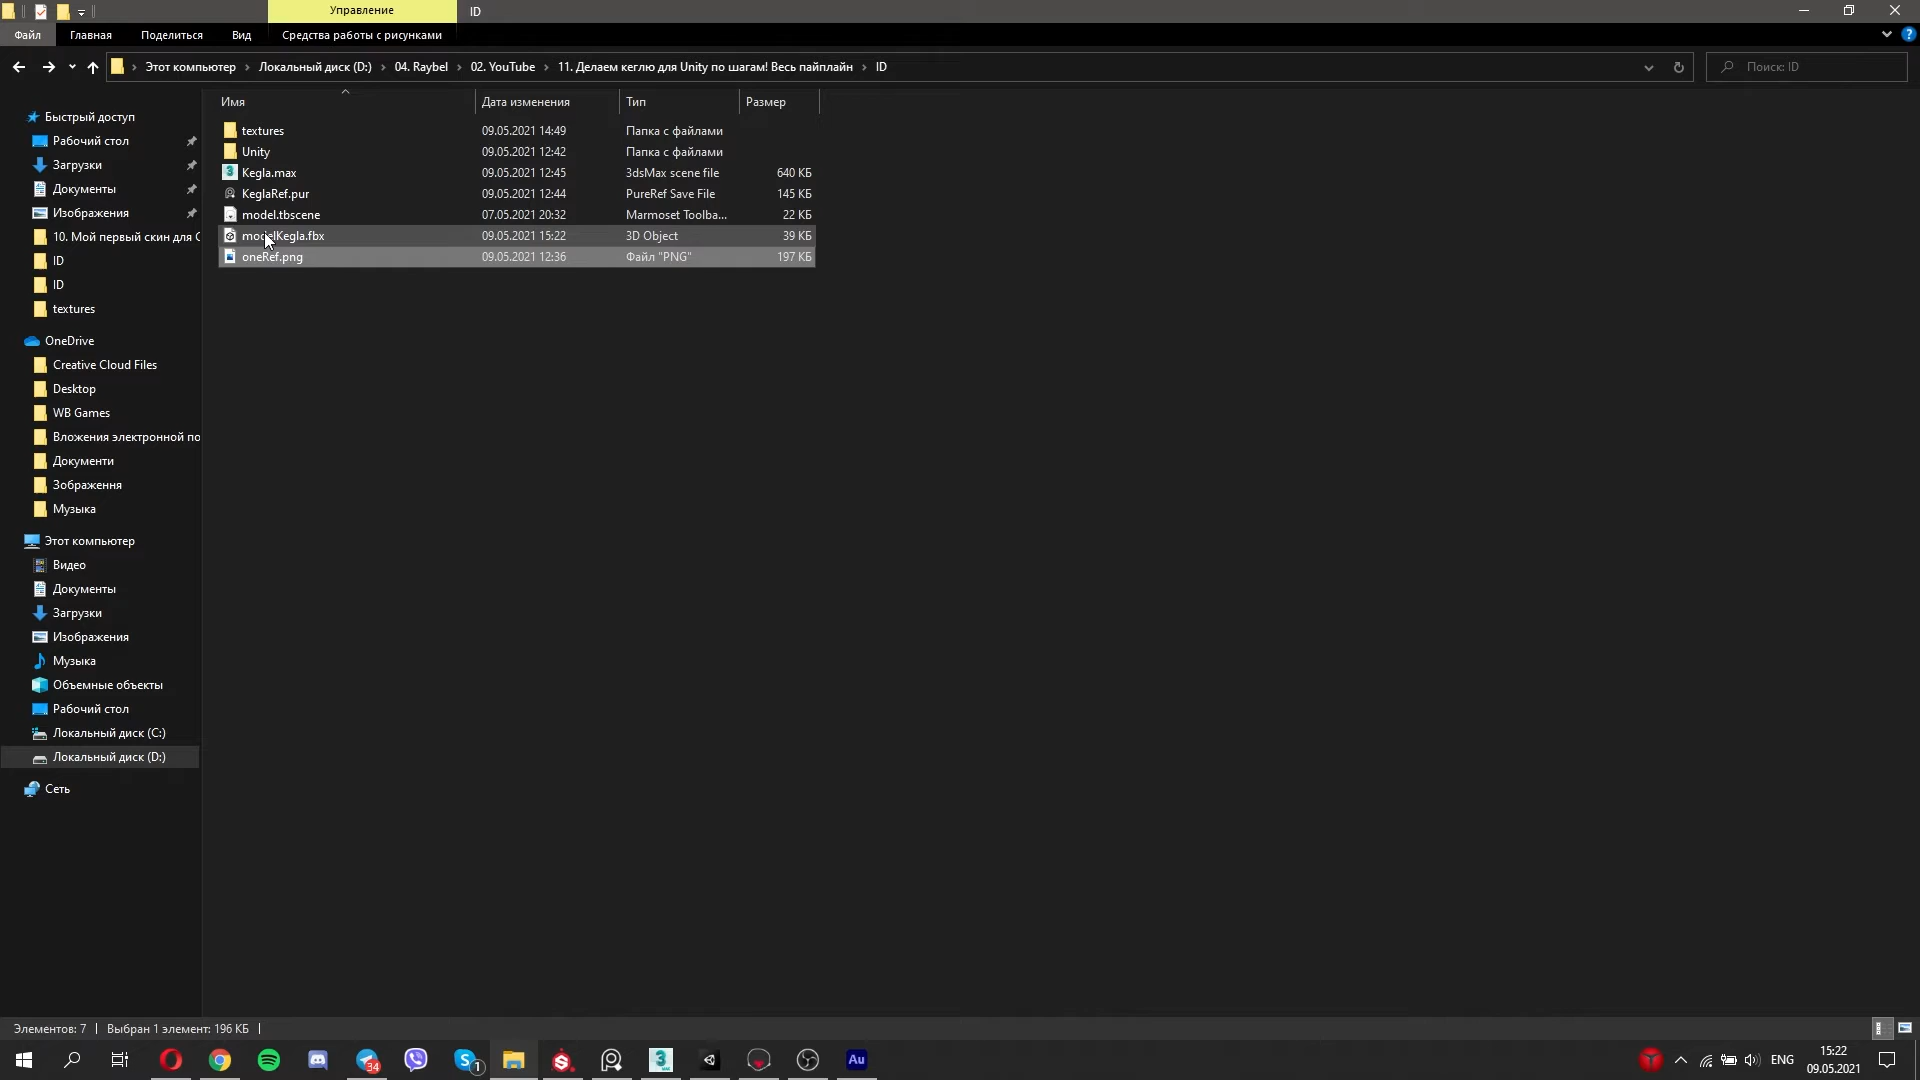 Управление
ID
Файл
Главная
Поделиться
Вид
Средства работы с рисунками
Этот компьютер
Локальный диск (D:)
04. Raybel
02. YouTube
11. Делаем кеглю для Unity по шагам! Весь пайплайн
ID
Поиск: ID
Имя
Дата изменения
Тип
Размер
textures 09.05.2021 14:49 Папка с файлами
Unity 09.05.2021 12:42 Папка с файлами
Kegla.max 09.05.2021 12:45 3dsMax scene file 640 КБ
KeglaRef.pur 09.05.2021 12:44 PureRef Save File 145 КБ
model.tbscene 07.05.2021 20:32 Marmoset Toolba... 22 КБ
modelKegla.fbx 09.05.2021 15:22 3D Object 39 КБ
oneRef.png 09.05.2021 12:36 Файл "PNG" 197 КБ
Быстрый доступ
Рабочий стол
Загрузки
Документы
Изображения
10. Мой первый скин для С
ID
ID
textures
OneDrive
Creative Cloud Files
Desktop
WB Games
Вложения электронной по
Документи
Зображення
Музыка
Этот компьютер
Видео
Документы
Загрузки
Изображения
Музыка
Объемные объекты
Рабочий стол
Локальный диск (C:)
Локальный диск (D:)
Сеть
Элементов: 7
Выбран 1 элемент: 196 КБ
34
1
3
Au
ENG
15:22
09.05.2021